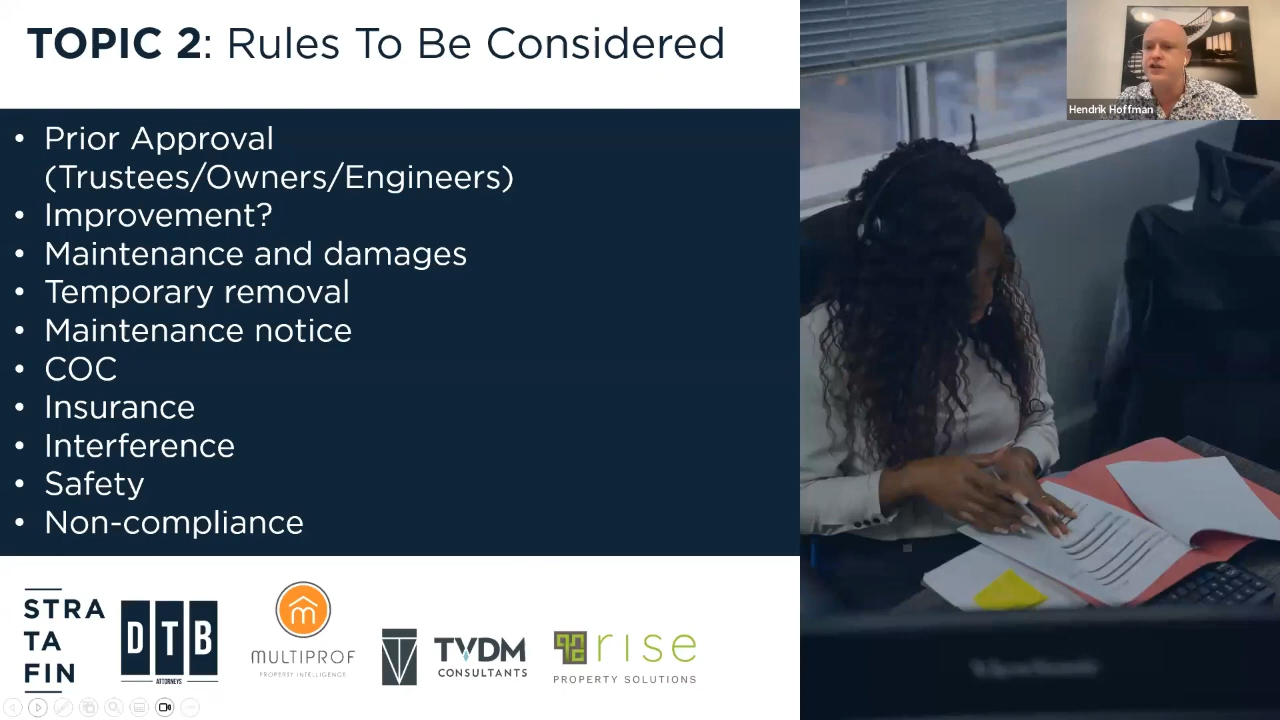 TOPIC 2: Rules To Be Considered
Hendrik Hoffman
• Prior Approval
(Trustees/Owners/Engineers)
• Improvement?
• Maintenance and damages
• Temporary removal
• Maintenance notice
• COC
• Insurance
• Interference
• Safety
• Non-compliance
STRA
TA
FIN
DTB
ATTORNEYS
MULTIPROF
PROPERTY INTELLIGENCE
TVDM
CONSULTANTS
rise
PROPERTY SOLUTIONS